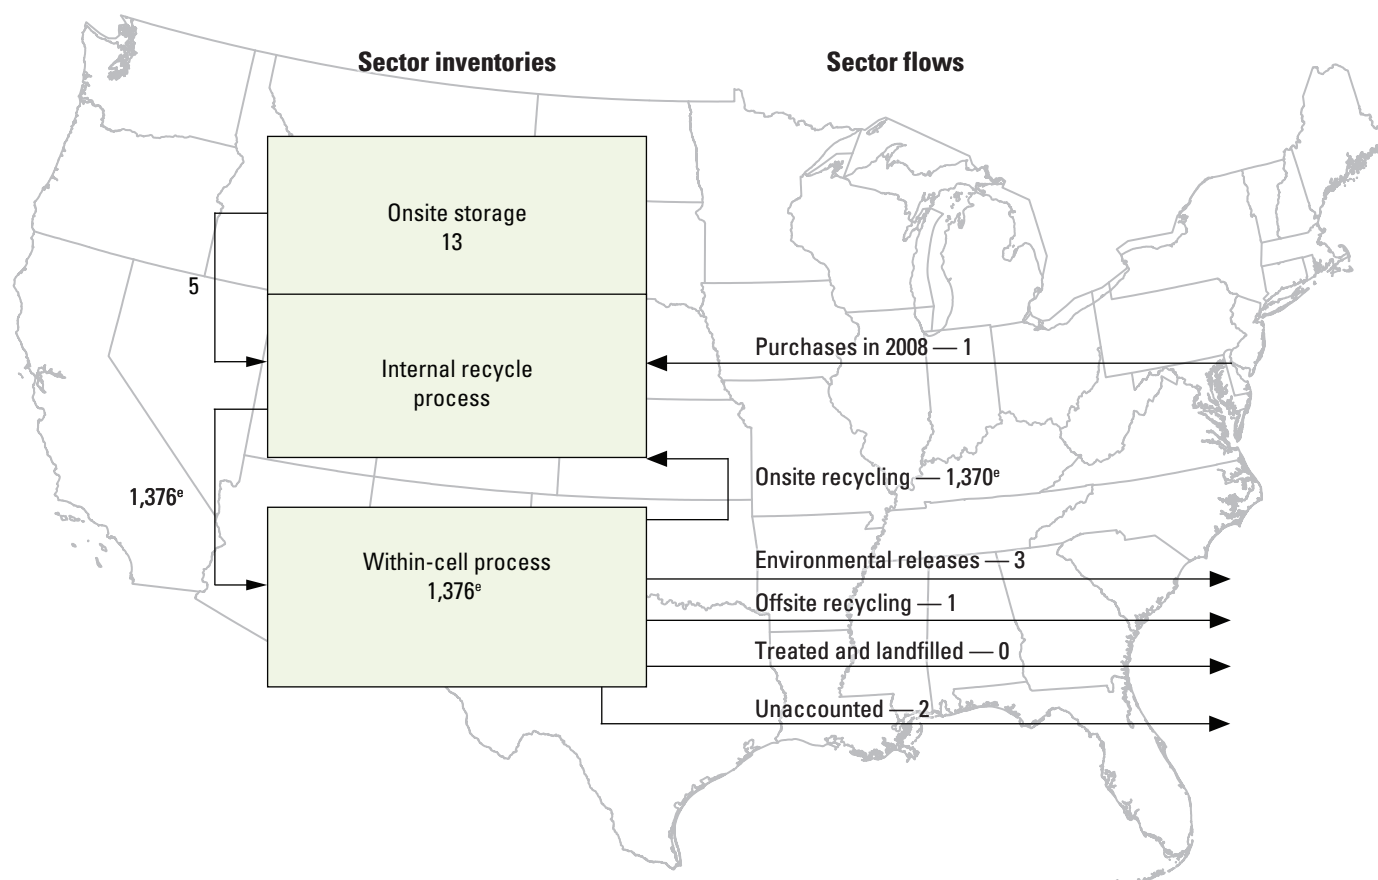 Sector inventories
Sector flows
Onsite storage
13
5
Internal recycle
process
Purchases in 2008 — 1
1,376ᵉ
Onsite recycling — 1,370ᵉ
Within-cell process
1,376ᵉ
Environmental releases — 3
Offsite recycling — 1
Treated and landfilled — 0
Unaccounted — 2